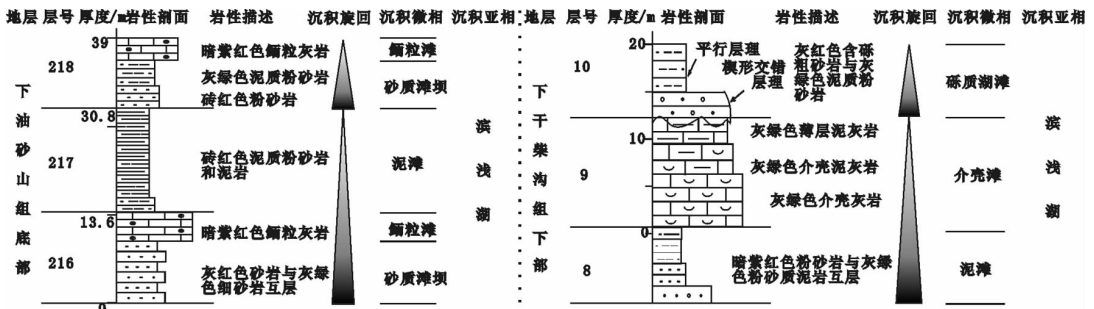 地层 层号 厚度/m 岩性剖面 岩性描述 沉积旋回 沉积微相 沉积亚相
下油砂山组底部
39
218
暗紫红色鲕粒灰岩
灰绿色泥质粉砂岩
砖红色粉砂岩
鲕粒滩
砂质滩坝
30.8
217
砖红色泥质粉砂岩
和泥岩
泥滩
滨浅湖
13.6
216
暗紫红色鲕粒灰岩
灰红色砂岩与灰绿
色细砂岩互层
鲕粒滩
砂质滩坝
0
地层 层号 厚度/m 岩性剖面 岩性描述 沉积旋回 沉积微相 沉积亚相
下干柴沟组下部
20
10
平行层理
楔形交错
层理
灰红色含砾
粗砂岩与灰
绿色泥质粉
砂岩
砾质湖滩
10
9
灰绿色薄层泥灰岩
灰绿色介壳泥灰岩
灰绿色介壳灰岩
介壳滩
滨浅湖
0
8
暗紫红色粉砂岩与灰绿
色粉砂质泥岩互层
泥滩